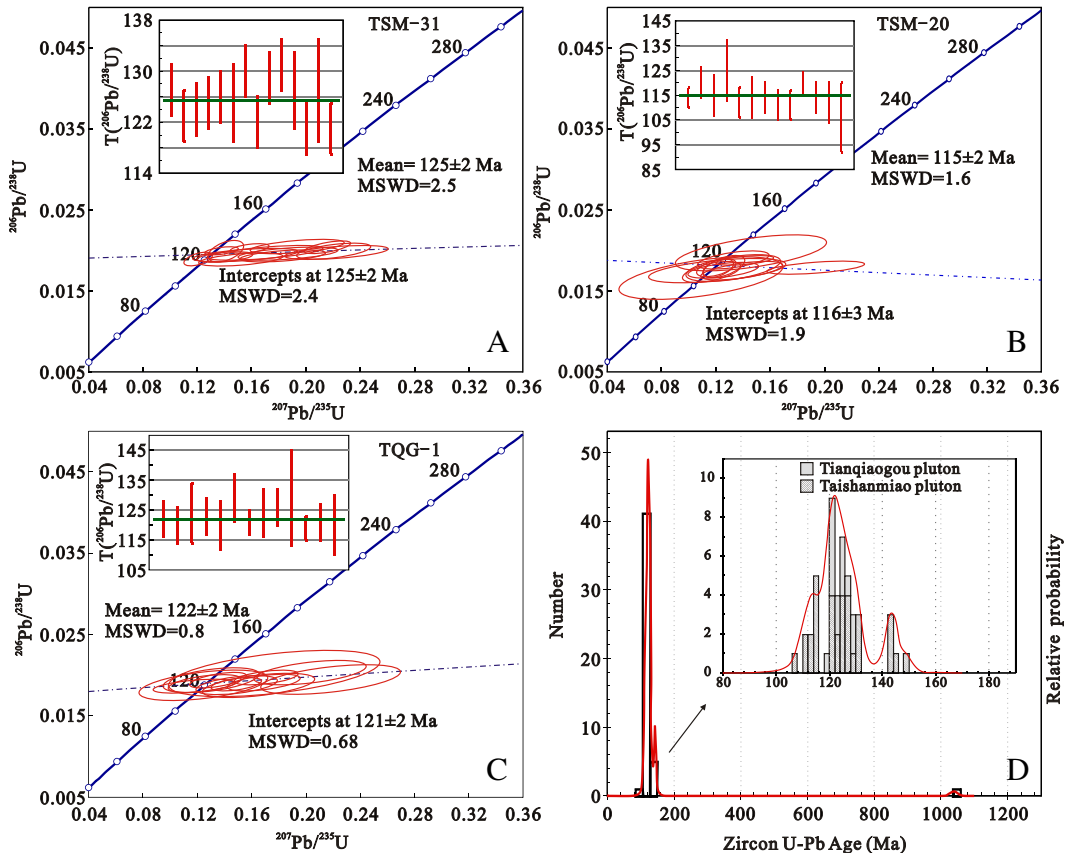 TSM-31
0.045
0.035
0.025
0.015
0.005
²⁰⁶Pb/²³⁸U
138
130
122
114
T(²⁰⁶Pb/²³⁸U)
280
240
160
120
80
Mean= 125±2 Ma
MSWD=2.5
Intercepts at 125±2 Ma
MSWD=2.4
A
0.04 0.08 0.12 0.16 0.20 0.24 0.28 0.32 0.36
²⁰⁷Pb/²³⁵U
TSM-20
0.045
0.035
0.025
0.015
0.005
²⁰⁶Pb/²³⁸U
145
135
125
115
105
95
85
T(²⁰⁶Pb/²³⁸U)
280
240
160
120
80
Mean= 115±2 Ma
MSWD=1.6
Intercepts at 116±3 Ma
MSWD=1.9
B
0.04 0.08 0.12 0.16 0.20 0.24 0.28 0.32 0.36
²⁰⁷Pb/²³⁵U
TQG-1
0.045
0.035
0.025
0.015
0.005
²⁰⁶Pb/²³⁸U
145
135
125
115
105
T(²⁰⁶Pb/²³⁸U)
280
240
160
120
80
Mean= 122±2 Ma
MSWD=0.8
Intercepts at 121±2 Ma
MSWD=0.68
C
0.04 0.08 0.12 0.16 0.20 0.24 0.28 0.32 0.36
²⁰⁷Pb/²³⁵U
50
40
30
20
10
0
Number
10
8
6
4
2
0
Tianqiaogou pluton
Taishanmiao pluton
80 100 120 140 160 180
Relative probability
D
0 200 400 600 800 1000 1200
Zircon U-Pb Age (Ma)